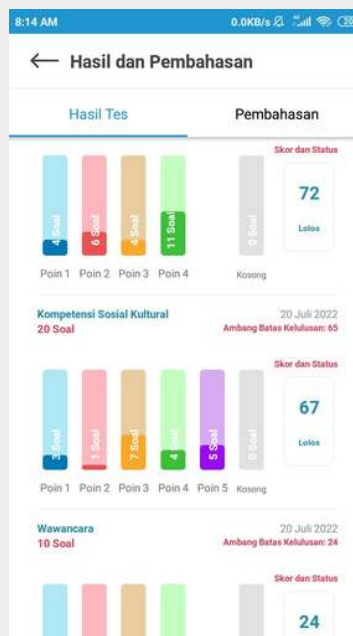 8:14 AM 0.0KB/s
Hasil dan Pembahasan
Hasil Tes Pembahasan
Skor dan Status
4 Soal 6 Soal 4 Soal 11 Soal 0 Soal
72
Lolos
Poin 1 Poin 2 Poin 3 Poin 4 Kosong
Kompetensi Sosial Kultural 20 Juli 2022
20 Soal Ambang Batas Kelulusan: 65
Skor dan Status
3 Soal 1 Soal 7 Soal 4 Soal 5 Soal 0 Soal
67
Lolos
Poin 1 Poin 2 Poin 3 Poin 4 Poin 5 Kosong
Wawancara 20 Juli 2022
10 Soal Ambang Batas Kelulusan: 24
Skor dan Status
24